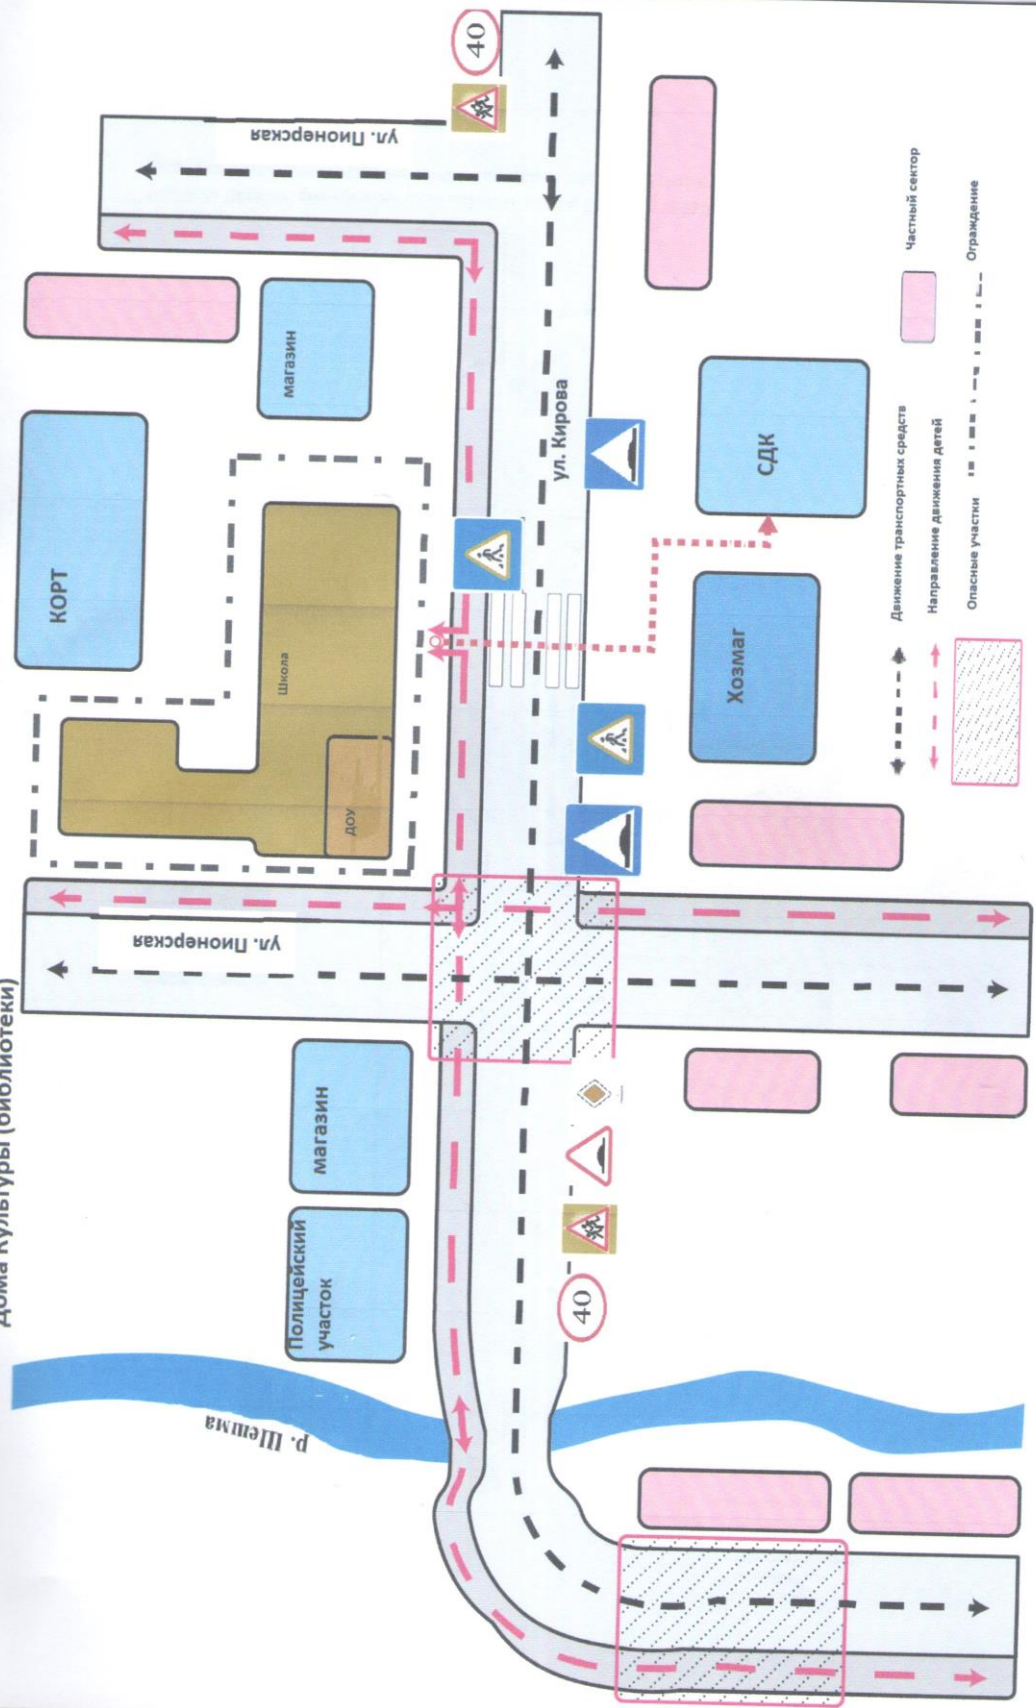 Дома Культуры (библиотеки)
КОРТ
ул. Пионерская
Школа
магазин
ДОУ
ул. Пионерская
40
магазин
Полицейский
участок
р. Шешма
ул. Кирова
40
Хозмаг
СДК
Движение транспортных средств
Частный сектор
Направление движения детей
Опасные участки
Ограждение